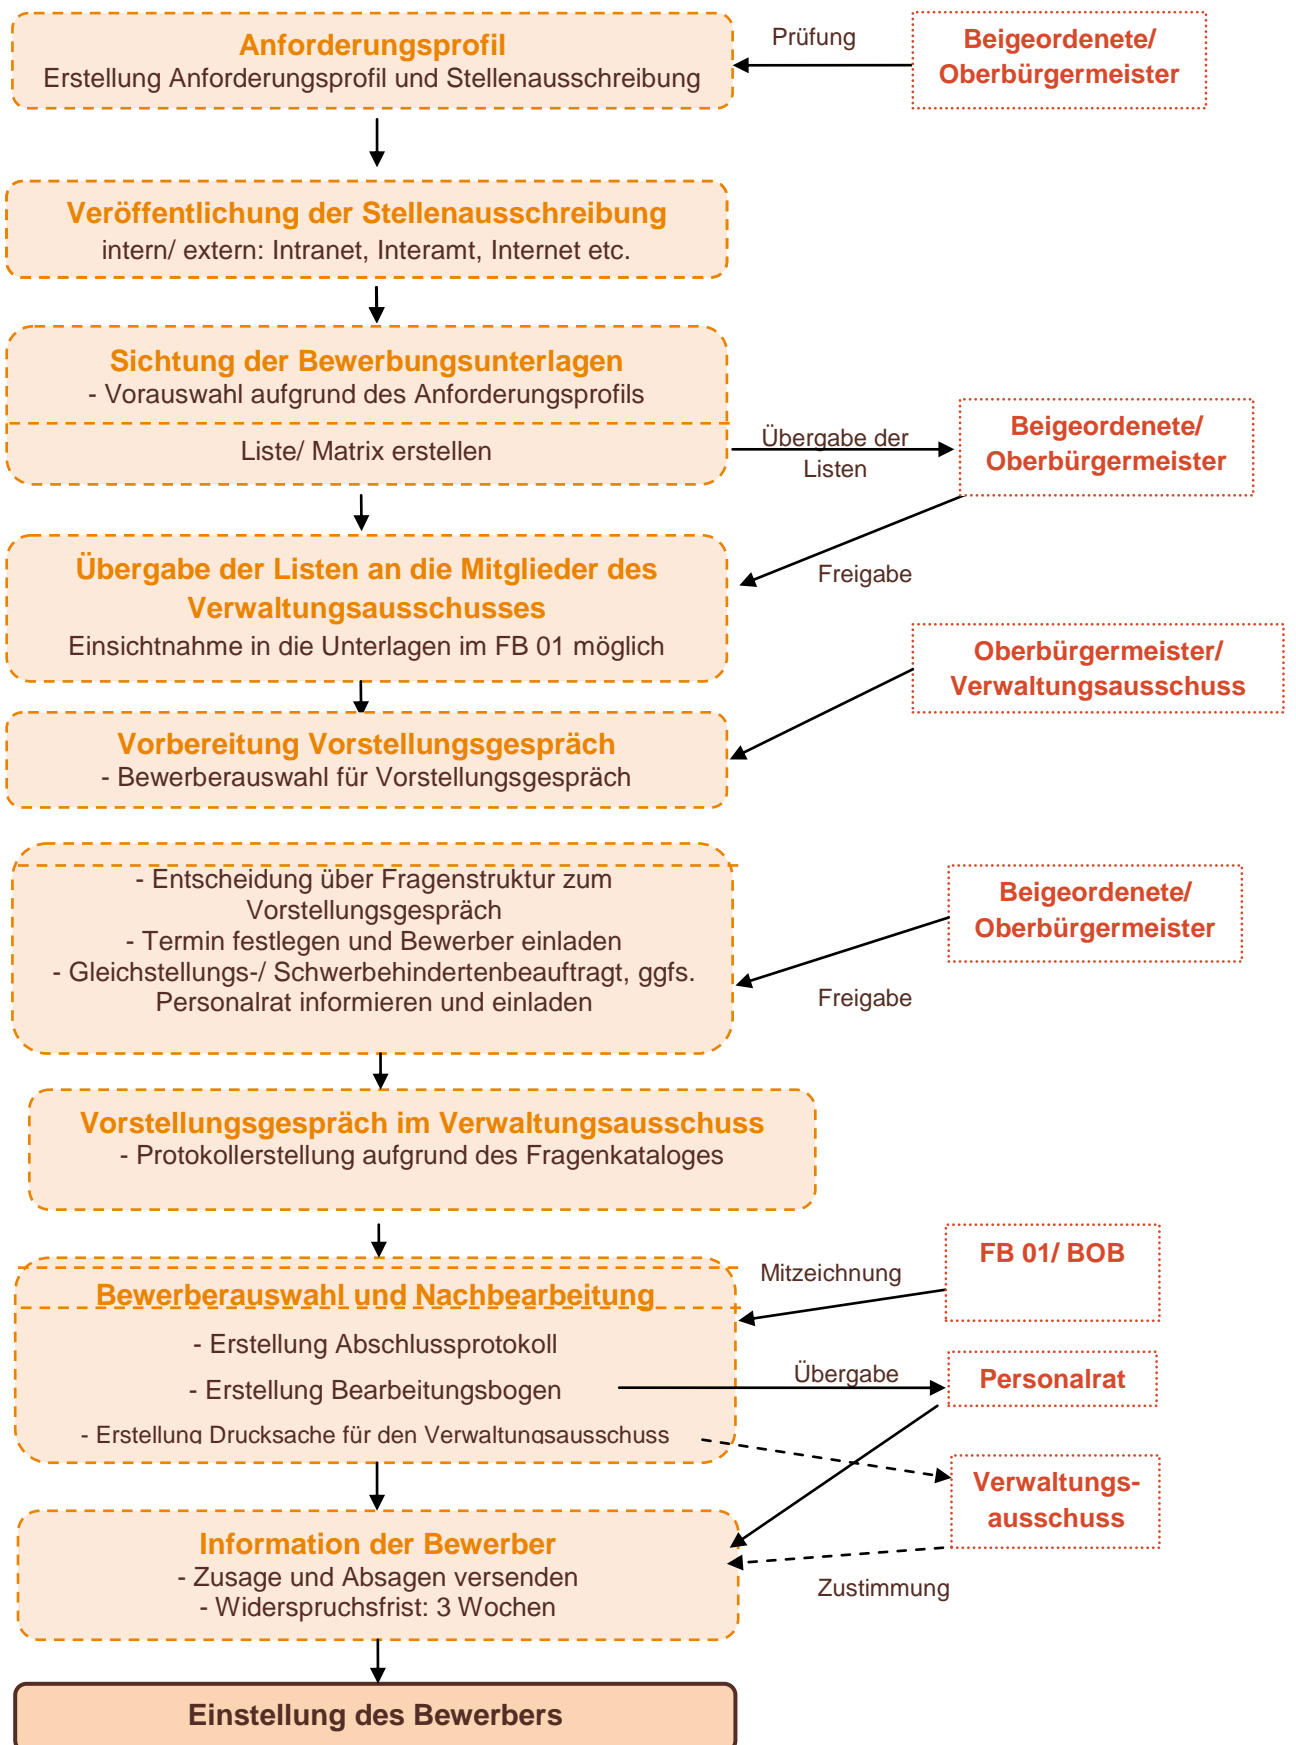 Anforderungsprofil
Erstellung Anforderungsprofil und Stellenausschreibung
Prüfung
Beigeordenete/
Oberbürgermeister
Veröffentlichung der Stellenausschreibung
intern/ extern: Intranet, Interamt, Internet etc.
Sichtung der Bewerbungsunterlagen
- Vorauswahl aufgrund des Anforderungsprofils
Liste/ Matrix erstellen
Übergabe der
Listen
Beigeordenete/
Oberbürgermeister
Freigabe
Übergabe der Listen an die Mitglieder des
Verwaltungsausschusses
Einsichtnahme in die Unterlagen im FB 01 möglich
Oberbürgermeister/
Verwaltungsausschuss
Vorbereitung Vorstellungsgespräch
- Bewerberauswahl für Vorstellungsgespräch
- Entscheidung über Fragenstruktur zum
Vorstellungsgespräch
- Termin festlegen und Bewerber einladen
- Gleichstellungs-/ Schwerbehindertenbeauftragt, ggfs.
Personalrat informieren und einladen
Beigeordenete/
Oberbürgermeister
Freigabe
Vorstellungsgespräch im Verwaltungsausschuss
- Protokollerstellung aufgrund des Fragenkataloges
Bewerberauswahl und Nachbearbeitung
Mitzeichnung
FB 01/ BOB
- Erstellung Abschlussprotokoll
- Erstellung Bearbeitungsbogen
Übergabe
Personalrat
- Erstellung Drucksache für den Verwaltungsausschuss
Verwaltungs-
ausschuss
Information der Bewerber
- Zusage und Absagen versenden
- Widerspruchsfrist: 3 Wochen
Zustimmung
Einstellung des Bewerbers